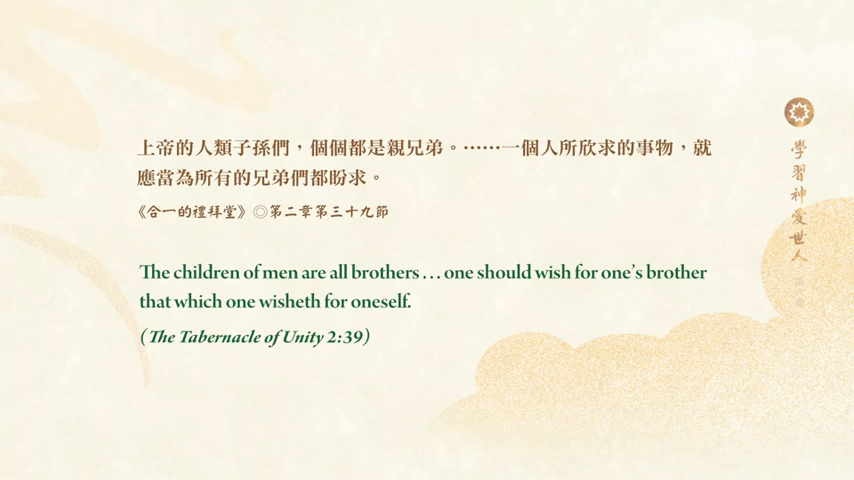 上帝的人類子孫們，個個都是親兄弟。⋯⋯一個人所欣求的事物，就
應當為所有的兄弟們都盼求。
《合一的禮拜堂》◎第二章第三十九節
The children of men are all brothers . . . one should wish for one’s brother
that which one wisheth for oneself.
(The Tabernacle of Unity 2:39)
學習神愛世人